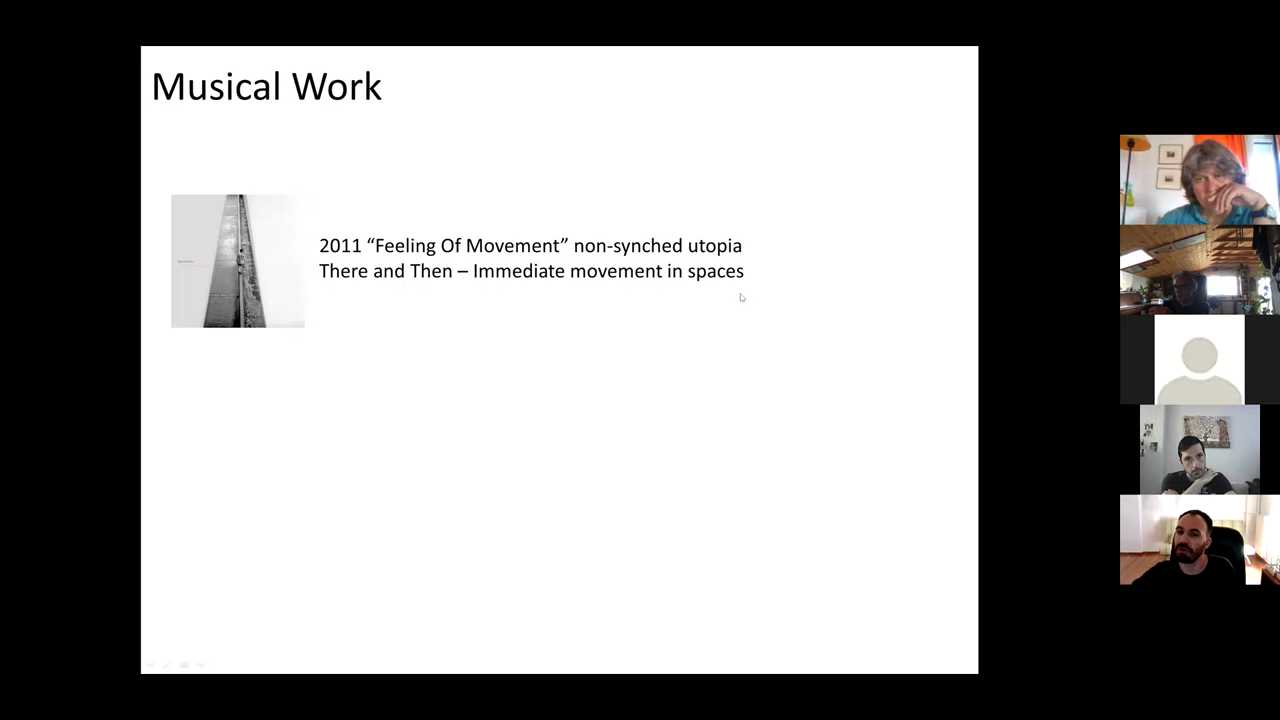 Musical Work
2011 “Feeling Of Movement” non-synched utopia
There and Then – Immediate movement in spaces